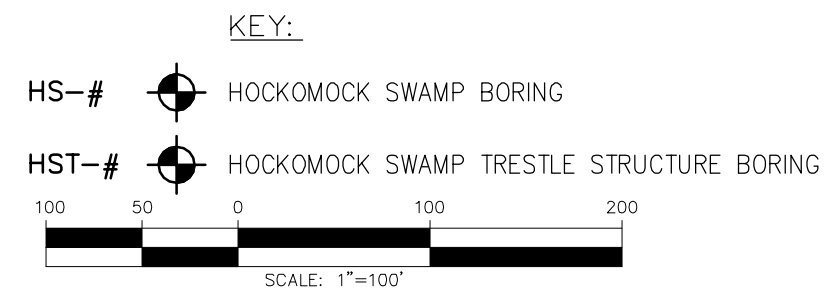 KEY:
HS-# HOCKOMOCK SWAMP BORING
HST-# HOCKOMOCK SWAMP TRESTLE STRUCTURE BORING
100 50 0 100 200
SCALE: 1"=100'